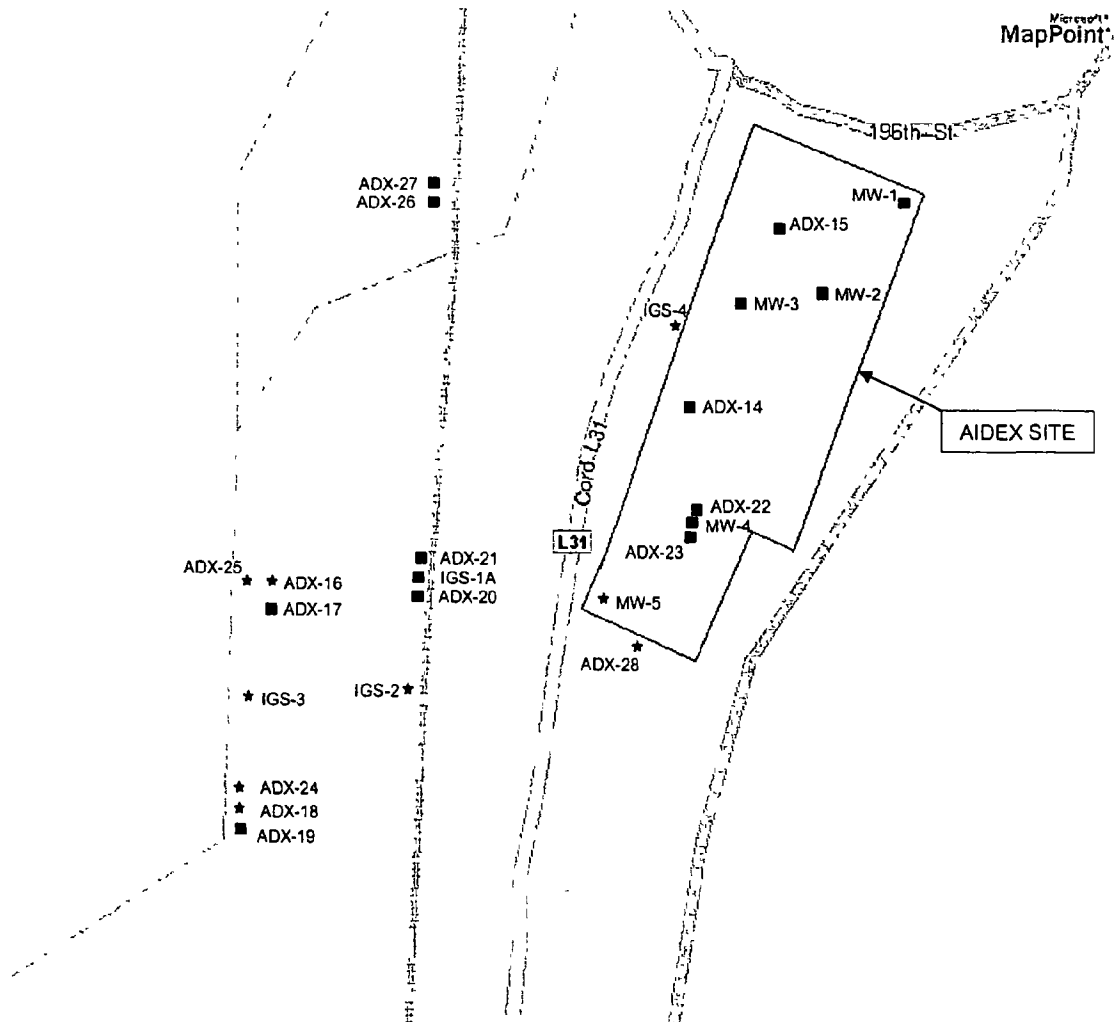 Microsoft®
MapPoint®
196th St
ADX-27
ADX-26
MW-1
ADX-15
MW-2
MW-3
IGS-4
ADX-14
AIDEX SITE
Cord L31
L31
ADX-22
MW-4
ADX-23
ADX-21
IGS-1A
ADX-20
ADX-25
ADX-16
ADX-17
MW-5
ADX-28
IGS-3
IGS-2
ADX-24
ADX-18
ADX-19